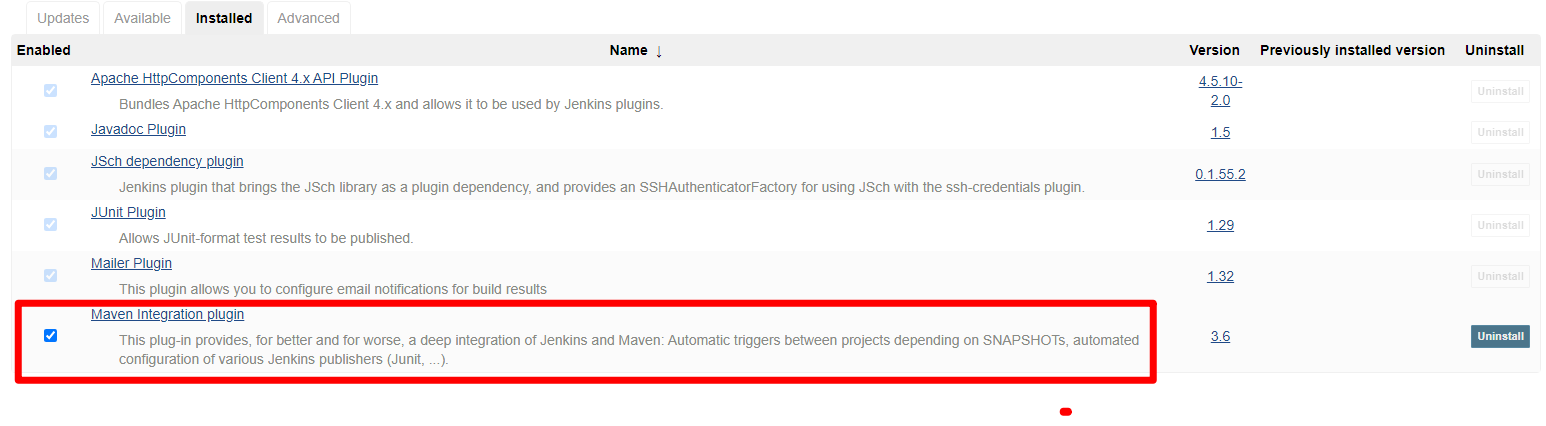 Updates Available Installed Advanced
Enabled Name ↓ Version Previously installed version Uninstall
Apache HttpComponents Client 4.x API Plugin
Bundles Apache HttpComponents Client 4.x and allows it to be used by Jenkins plugins.
4.5.10-
2.0
Uninstall
Javadoc Plugin 1.5 Uninstall
JSch dependency plugin
Jenkins plugin that brings the JSch library as a plugin dependency, and provides an SSHAuthenticatorFactory for using JSch with the ssh-credentials plugin.
0.1.55.2 Uninstall
JUnit Plugin
Allows JUnit-format test results to be published.
1.29 Uninstall
Mailer Plugin
This plugin allows you to configure email notifications for build results
1.32 Uninstall
Maven Integration plugin
This plug-in provides, for better and for worse, a deep integration of Jenkins and Maven: Automatic triggers between projects depending on SNAPSHOTs, automated
configuration of various Jenkins publishers (Junit, ...).
3.6 Uninstall